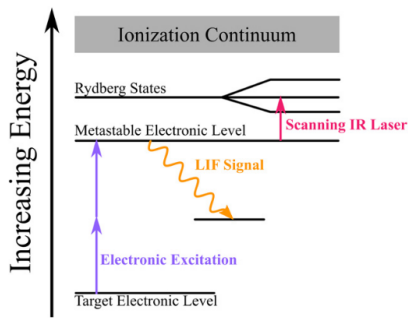 Ionization Continuum
Rydberg States
Metastable Electronic Level
Scanning IR Laser
LIF Signal
Electronic Excitation
Target Electronic Level
Increasing Energy